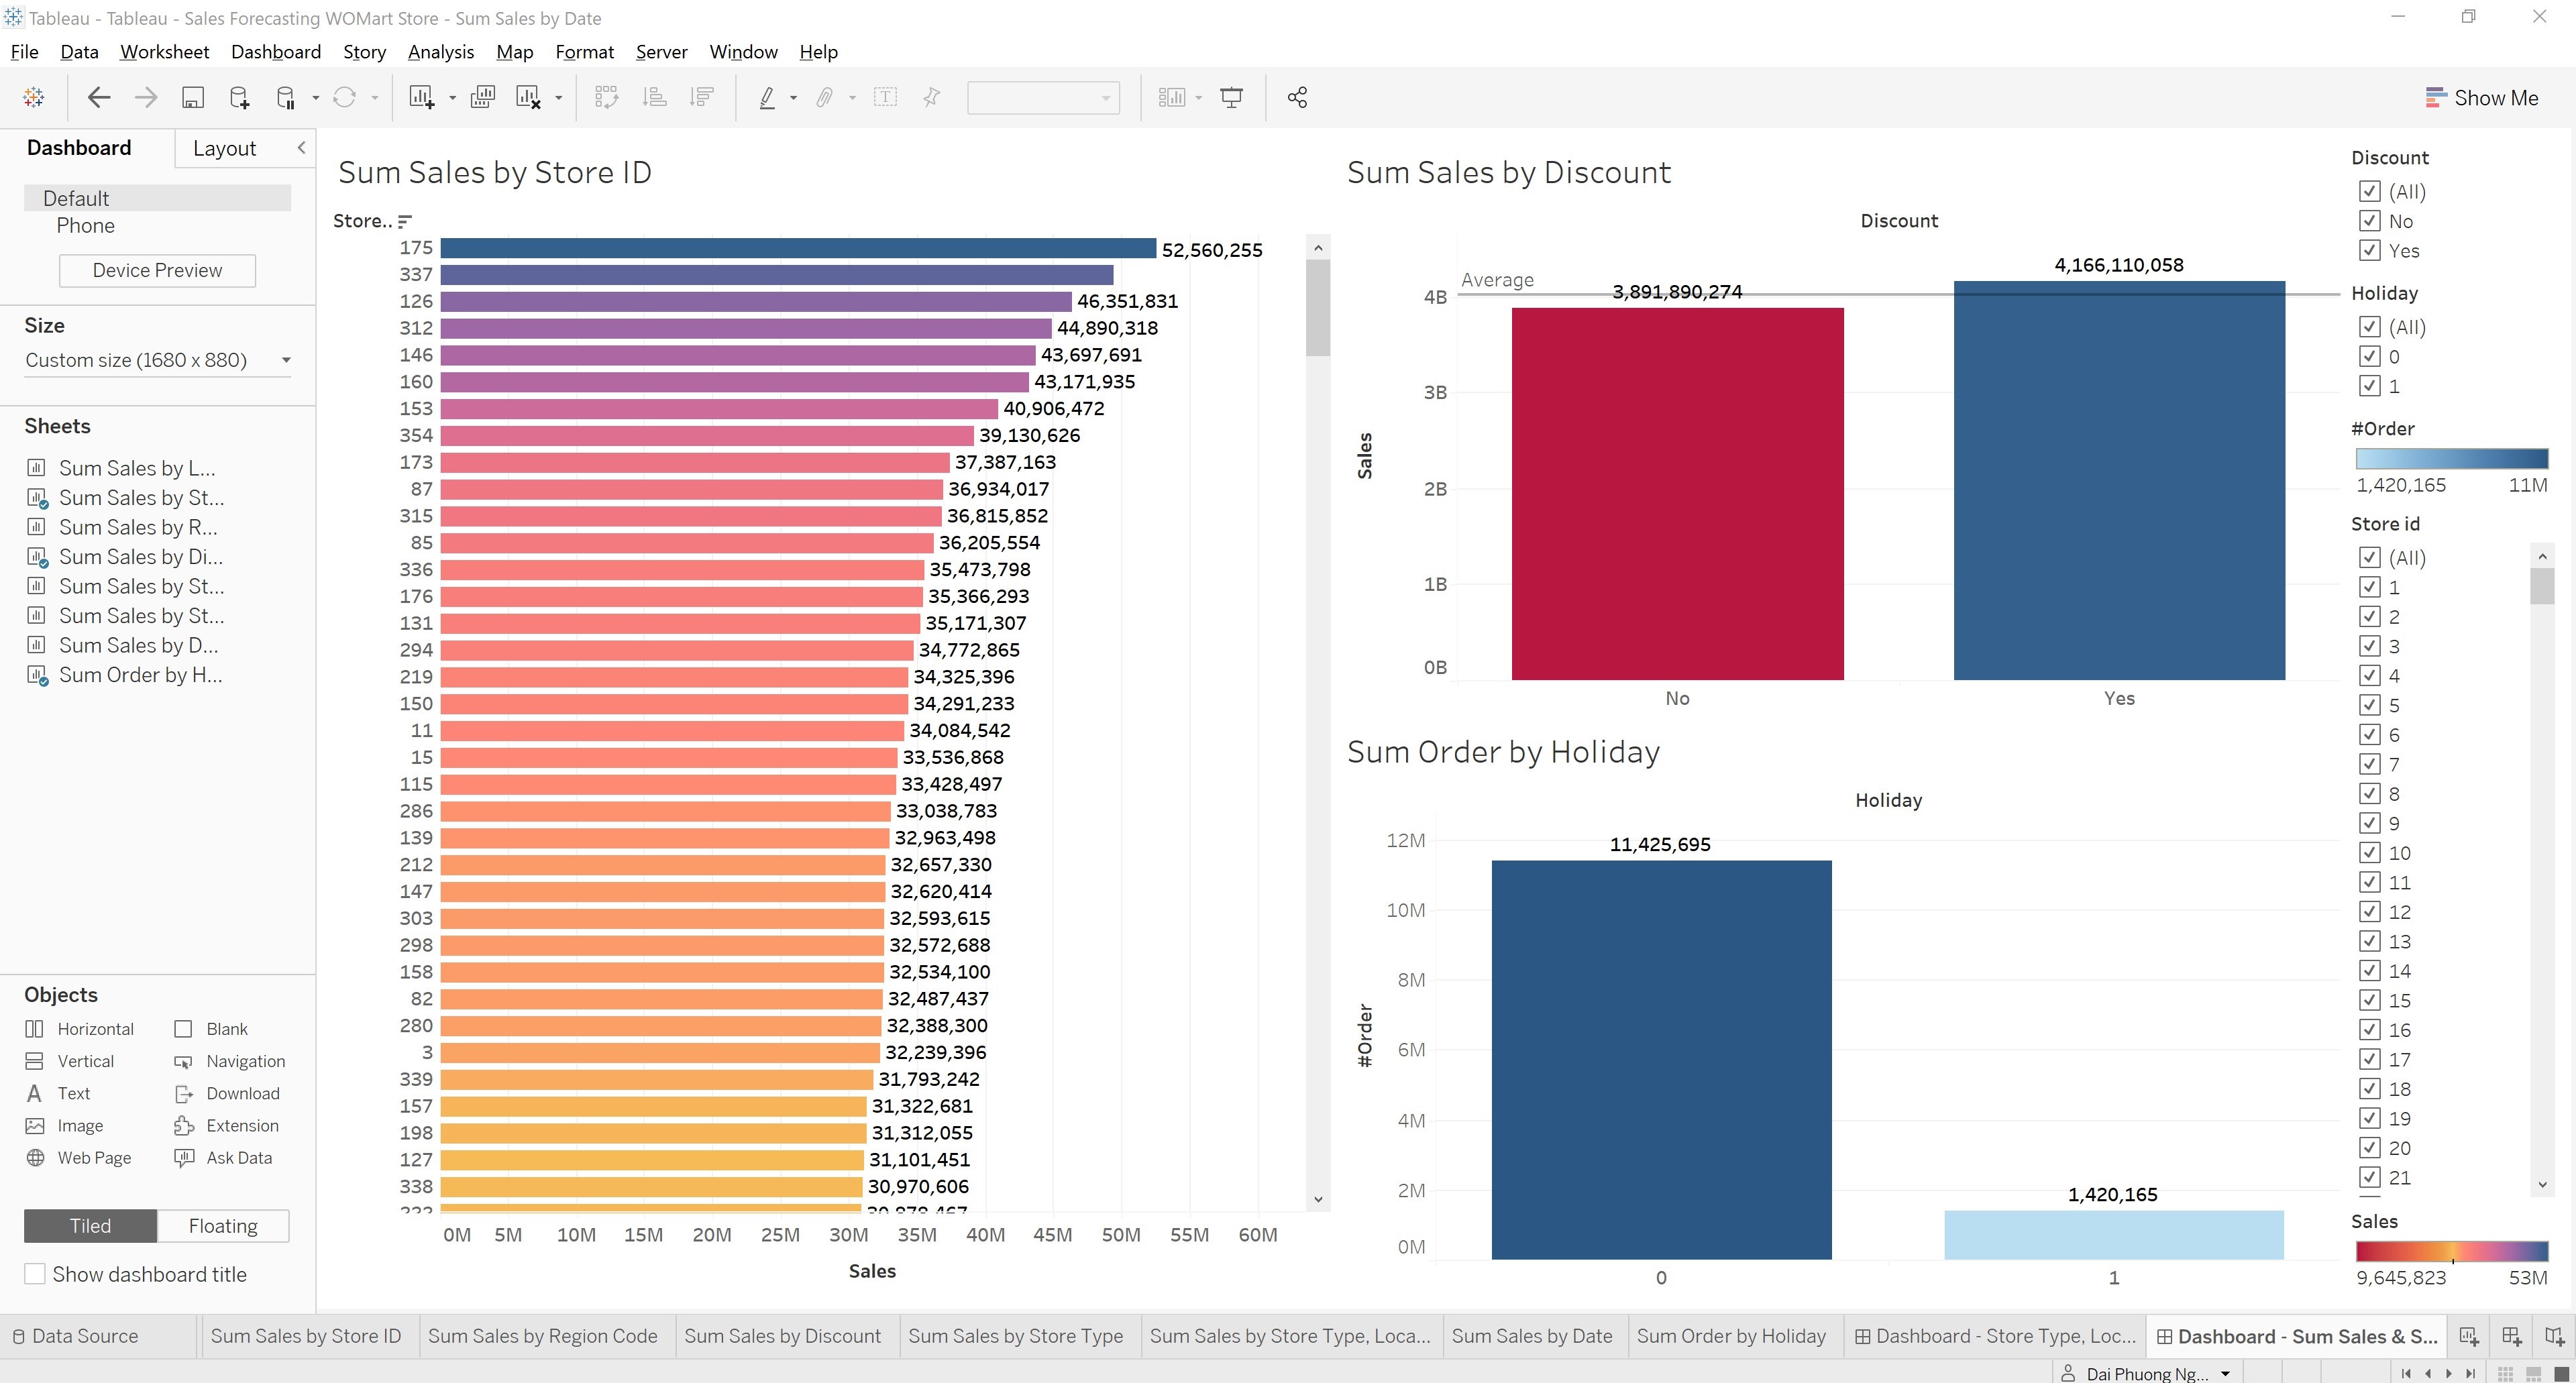 Tableau - Tableau - Sales Forecasting WOMart Store - Sum Sales by Date
File Data Worksheet Dashboard Story Analysis Map Format Server Window Help
Show Me
Dashboard Layout
Default
Phone
Device Preview
Size
Custom size (1680 x 880)
Sheets
Sum Sales by L...
Sum Sales by St...
Sum Sales by R...
Sum Sales by Di...
Sum Sales by St...
Sum Sales by St...
Sum Sales by D...
Sum Order by H...
Objects
Horizontal Blank
Vertical Navigation
Text Download
Image Extension
Web Page Ask Data
Tiled Floating
Show dashboard title
Sum Sales by Store ID
Store..
175 52,560,255
337
126 46,351,831
312 44,890,318
146 43,697,691
160 43,171,935
153 40,906,472
354 39,130,626
173 37,387,163
87 36,934,017
315 36,815,852
85 36,205,554
336 35,473,798
176 35,366,293
131 35,171,307
294 34,772,865
219 34,325,396
150 34,291,233
11 34,084,542
15 33,536,868
115 33,428,497
286 33,038,783
139 32,963,498
212 32,657,330
147 32,620,414
303 32,593,615
298 32,572,688
158 32,534,100
82 32,487,437
280 32,388,300
3 32,239,396
339 31,793,242
157 31,322,681
198 31,312,055
127 31,101,451
338 30,970,606
0M 5M 10M 15M 20M 25M 30M 35M 40M 45M 50M 55M 60M
Sales
Sum Sales by Discount
Discount
4,166,110,058
Average
3,891,890,274
4B
3B
2B
1B
0B
Sales
No Yes
Sum Order by Holiday
Holiday
11,425,695
12M
10M
8M
6M
4M
2M
0M
#Order
1,420,165
0 1
Discount
(All)
No
Yes
Holiday
(All)
0
1
#Order
1,420,165 11M
Store id
(All)
1
2
3
4
5
6
7
8
9
10
11
12
13
14
15
16
17
18
19
20
21
Sales
9,645,823 53M
Data Source Sum Sales by Store ID Sum Sales by Region Code Sum Sales by Discount Sum Sales by Store Type Sum Sales by Store Type, Loca... Sum Sales by Date Sum Order by Holiday Dashboard - Store Type, Loc... Dashboard - Sum Sales & S...
Dai Phuong Ng...